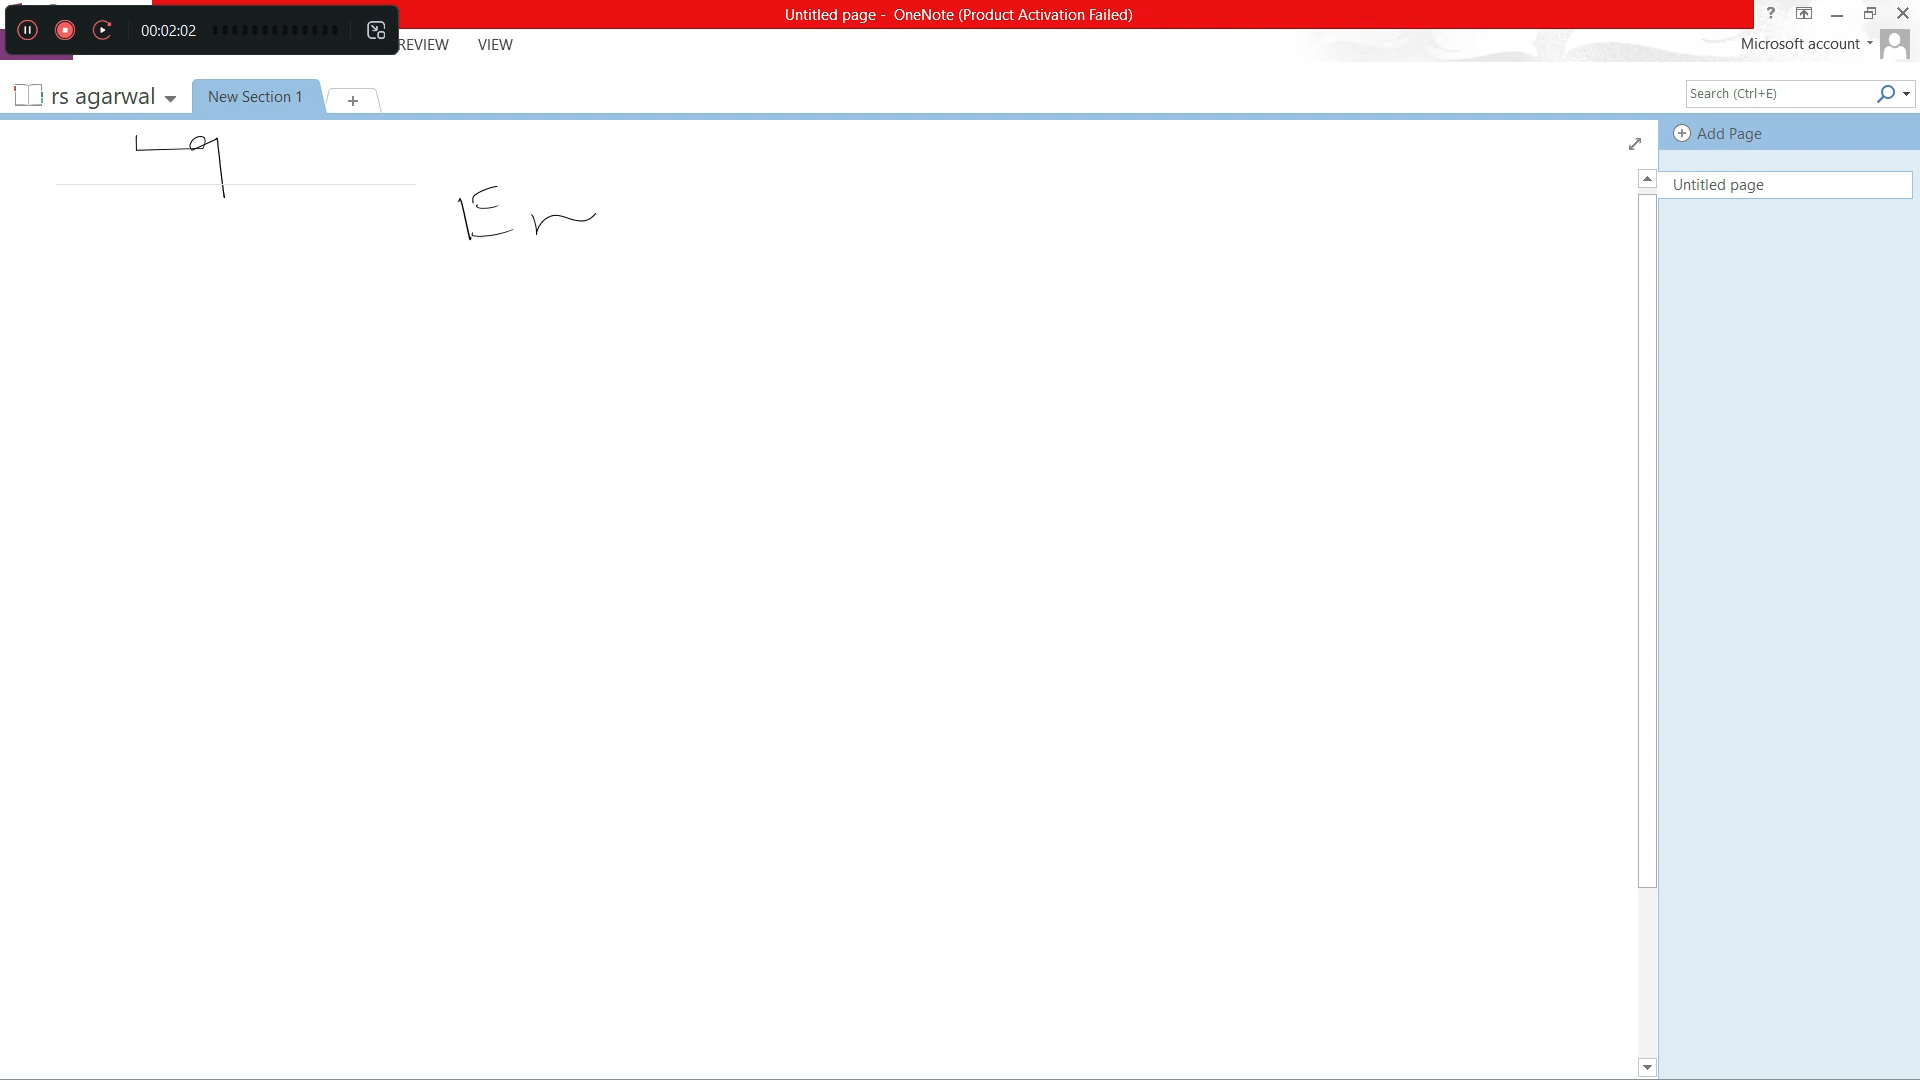 Untitled page - OneNote (Product Activation Failed)
00:02:02
REVIEW VIEW
Microsoft account
rs agarwal New Section 1 +
Search (Ctrl+E)
Add Page
Untitled page
En